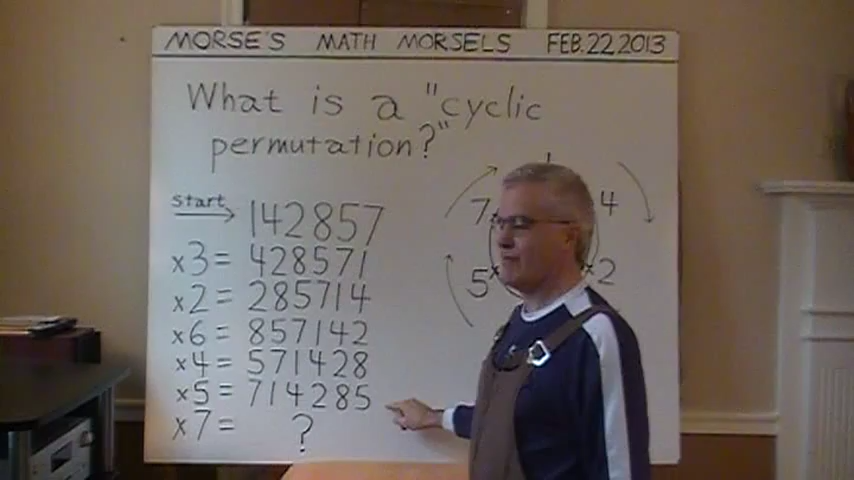 MORSE'S MATH MORSELS FEB. 22 2013
What is a "cyclic
permutation?"
start 142857
x3 = 428571
x2 = 285714
x6 = 857142
x4 = 571428
x5 = 714285
x7 = ?
7 4
5 2